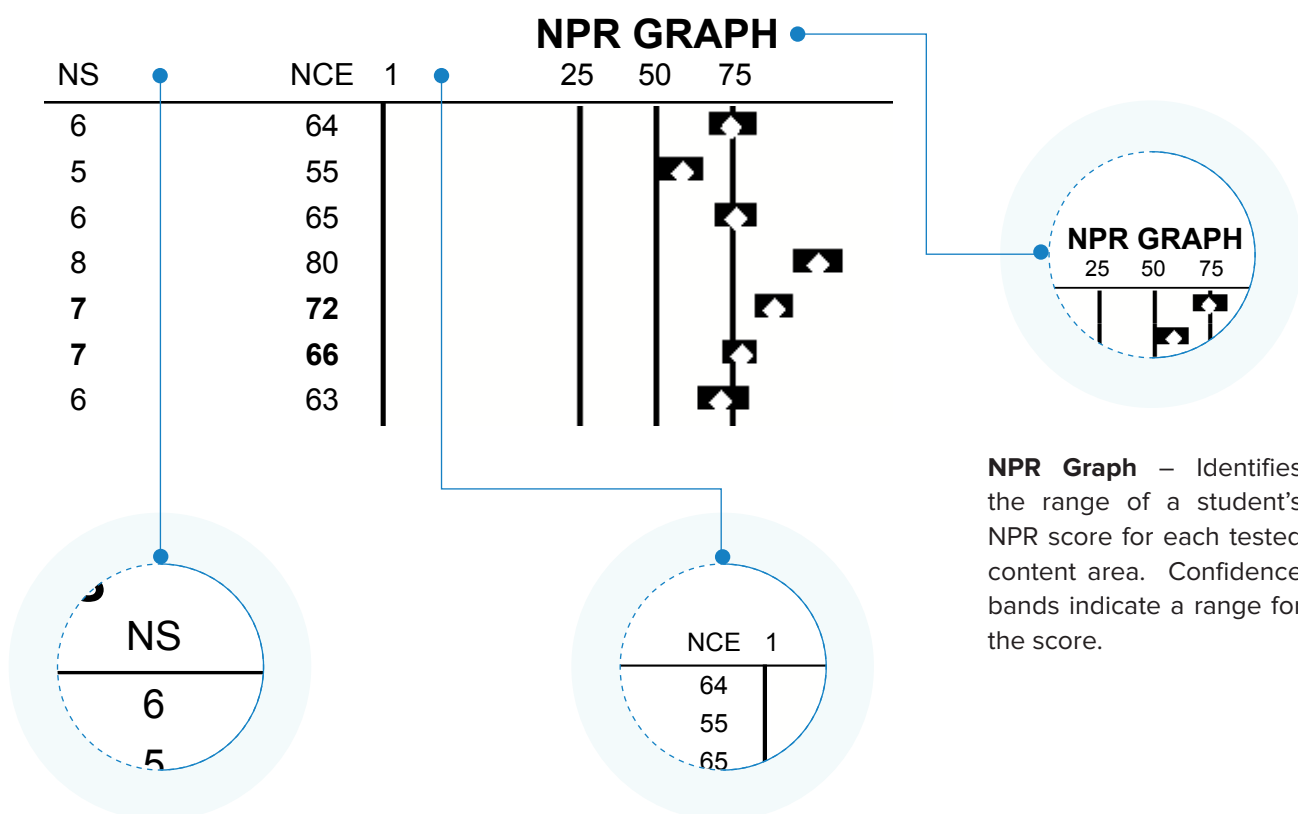 NPR GRAPH
NS NCE 1 25 50 75
6 64
5 55
6 65
8 80
7 72
7 66
6 63
NPR GRAPH
25 50 75
NPR Graph – Identifies
the range of a student's
NPR score for each tested
content area. Confidence
bands indicate a range for
the score.
NS
6
5
NCE 1
64
55
65